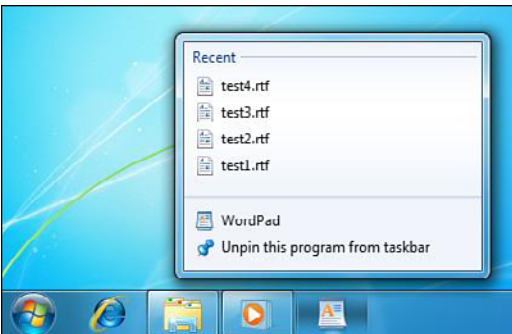 Recent
test4.rtf
test3.rtf
test2.rtf
test1.rtf
WordPad
Unpin this program from taskbar